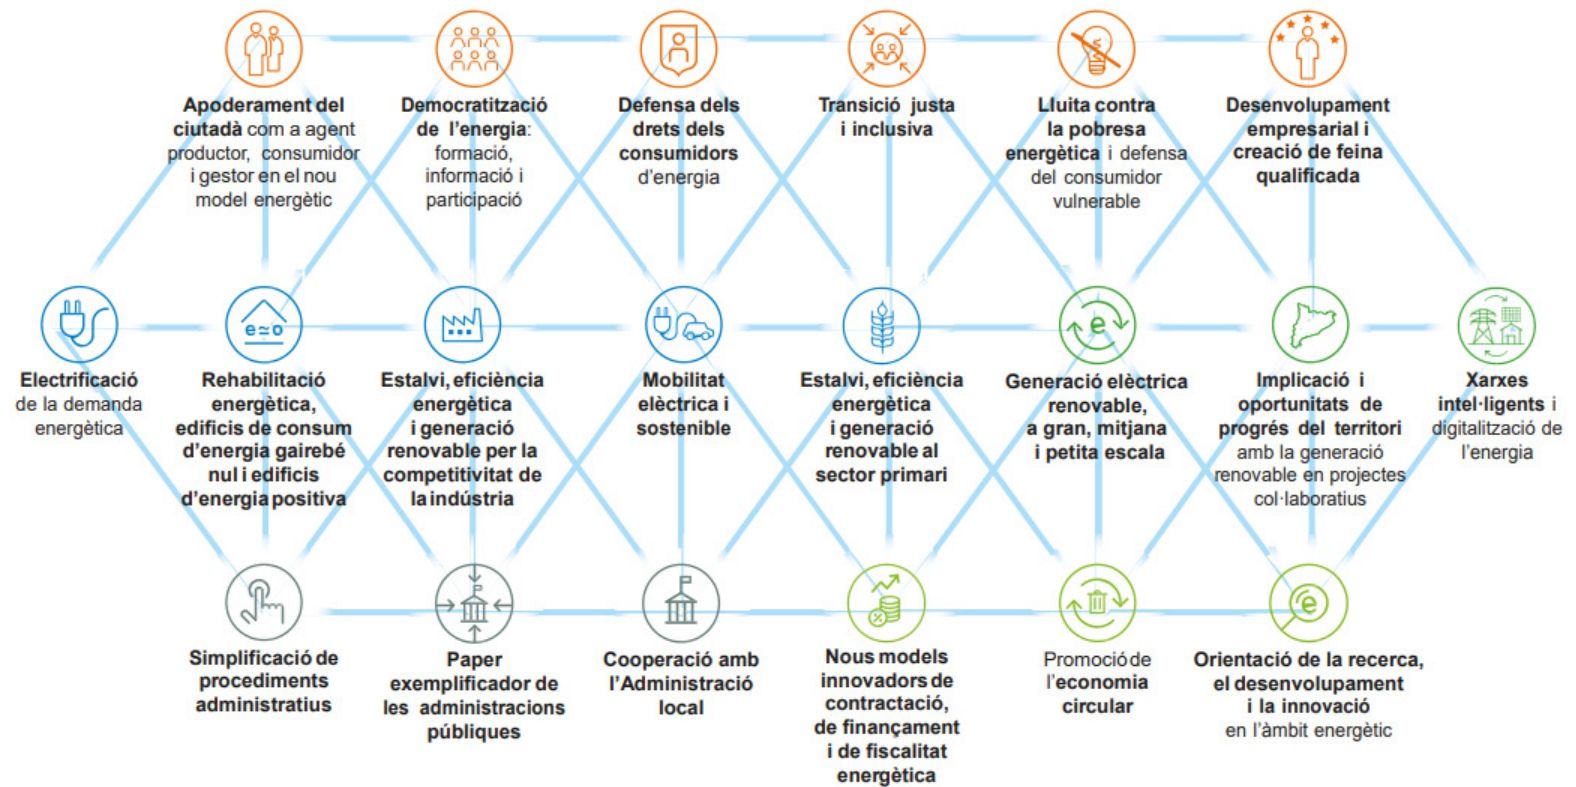 Apoderament del
ciutadà com a agent
productor, consumidor
i gestor en el nou
model energètic
Democratització
de l'energia:
formació,
informació i
participació
Defensa dels
drets dels
consumidors
d'energia
Transició justa
i inclusiva
Lluita contra
la pobresa
energètica i defensa
del consumidor
vulnerable
Desenvolupament
empresarial i
creació de feina
qualificada
Electrificació
de la demanda
energètica
e≃o
Rehabilitació
energètica,
edificis de consum
d'energia gairebé
nul i edificis
d'energia positiva
Estalvi, eficiència
energètica
i generació
renovable per la
competitivitat de
la indústria
Mobilitat
elèctrica i
sostenible
Estalvi, eficiència
energètica
i generació
renovable al
sector primari
e
Generació elèctrica
renovable,
a gran, mitjana
i petita escala
Implicació i
oportunitats de
progrés del territori
amb la generació
renovable en projectes
col·laboratius
Xarxes
intel·ligents i
digitalització de
l'energia
Simplificació de
procediments
administratius
Paper
exemplificador de
les administracions
públiques
Cooperació amb
l'Administració
local
%
Nous models
innovadors de
contractació,
de finançament
i de fiscalitat
energètica
Promoció de
l'economia
circular
e
Orientació de la recerca,
el desenvolupament
i la innovació
en l'àmbit energètic